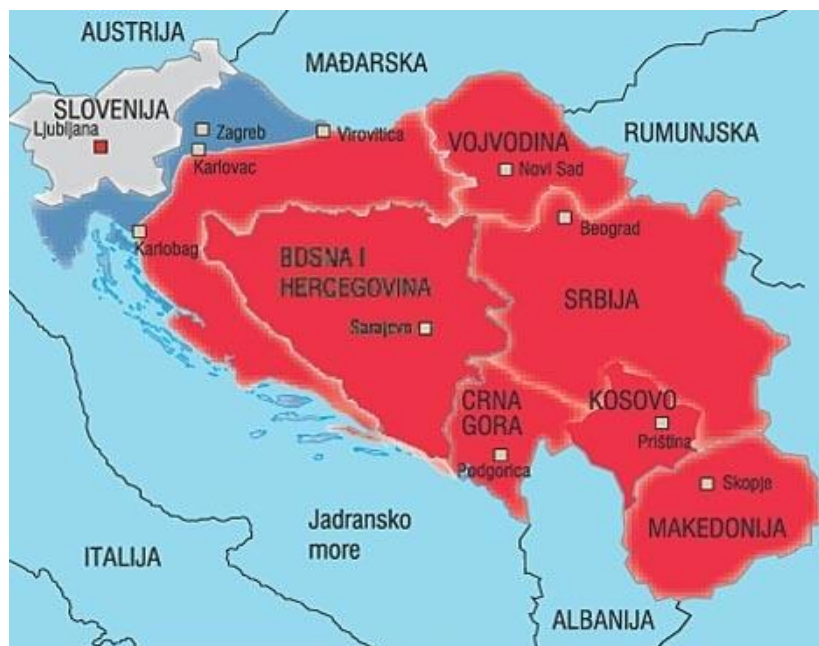 AUSTRIJA
MAĐARSKA
SLOVENIJA
Ljubljana
Zagreb
Virovitica
Karlovac
VOJVODINA
RUMUNJSKA
Novi Sad
Karlobag
Beograd
BOSNA I
HERCEGOVINA
SRBIJA
Sarajevo
CRNA
GORA
KOSOVO
Priština
Podgorica
Skopje
Jadransko
more
MAKEDONIJA
ITALIJA
ALBANIJA